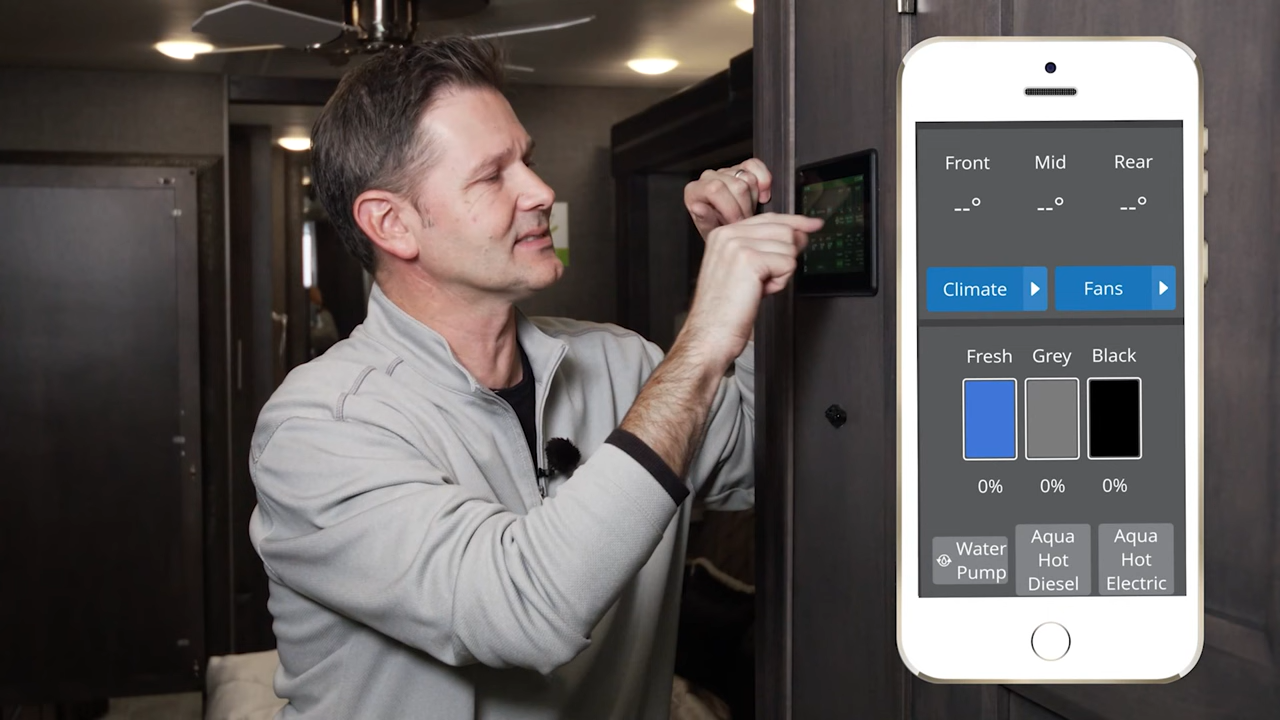 Front Mid Rear
--° --° --°
Climate Fans
Fresh Grey Black
0% 0% 0%
Water Pump
Aqua Hot Diesel
Aqua Hot Electric